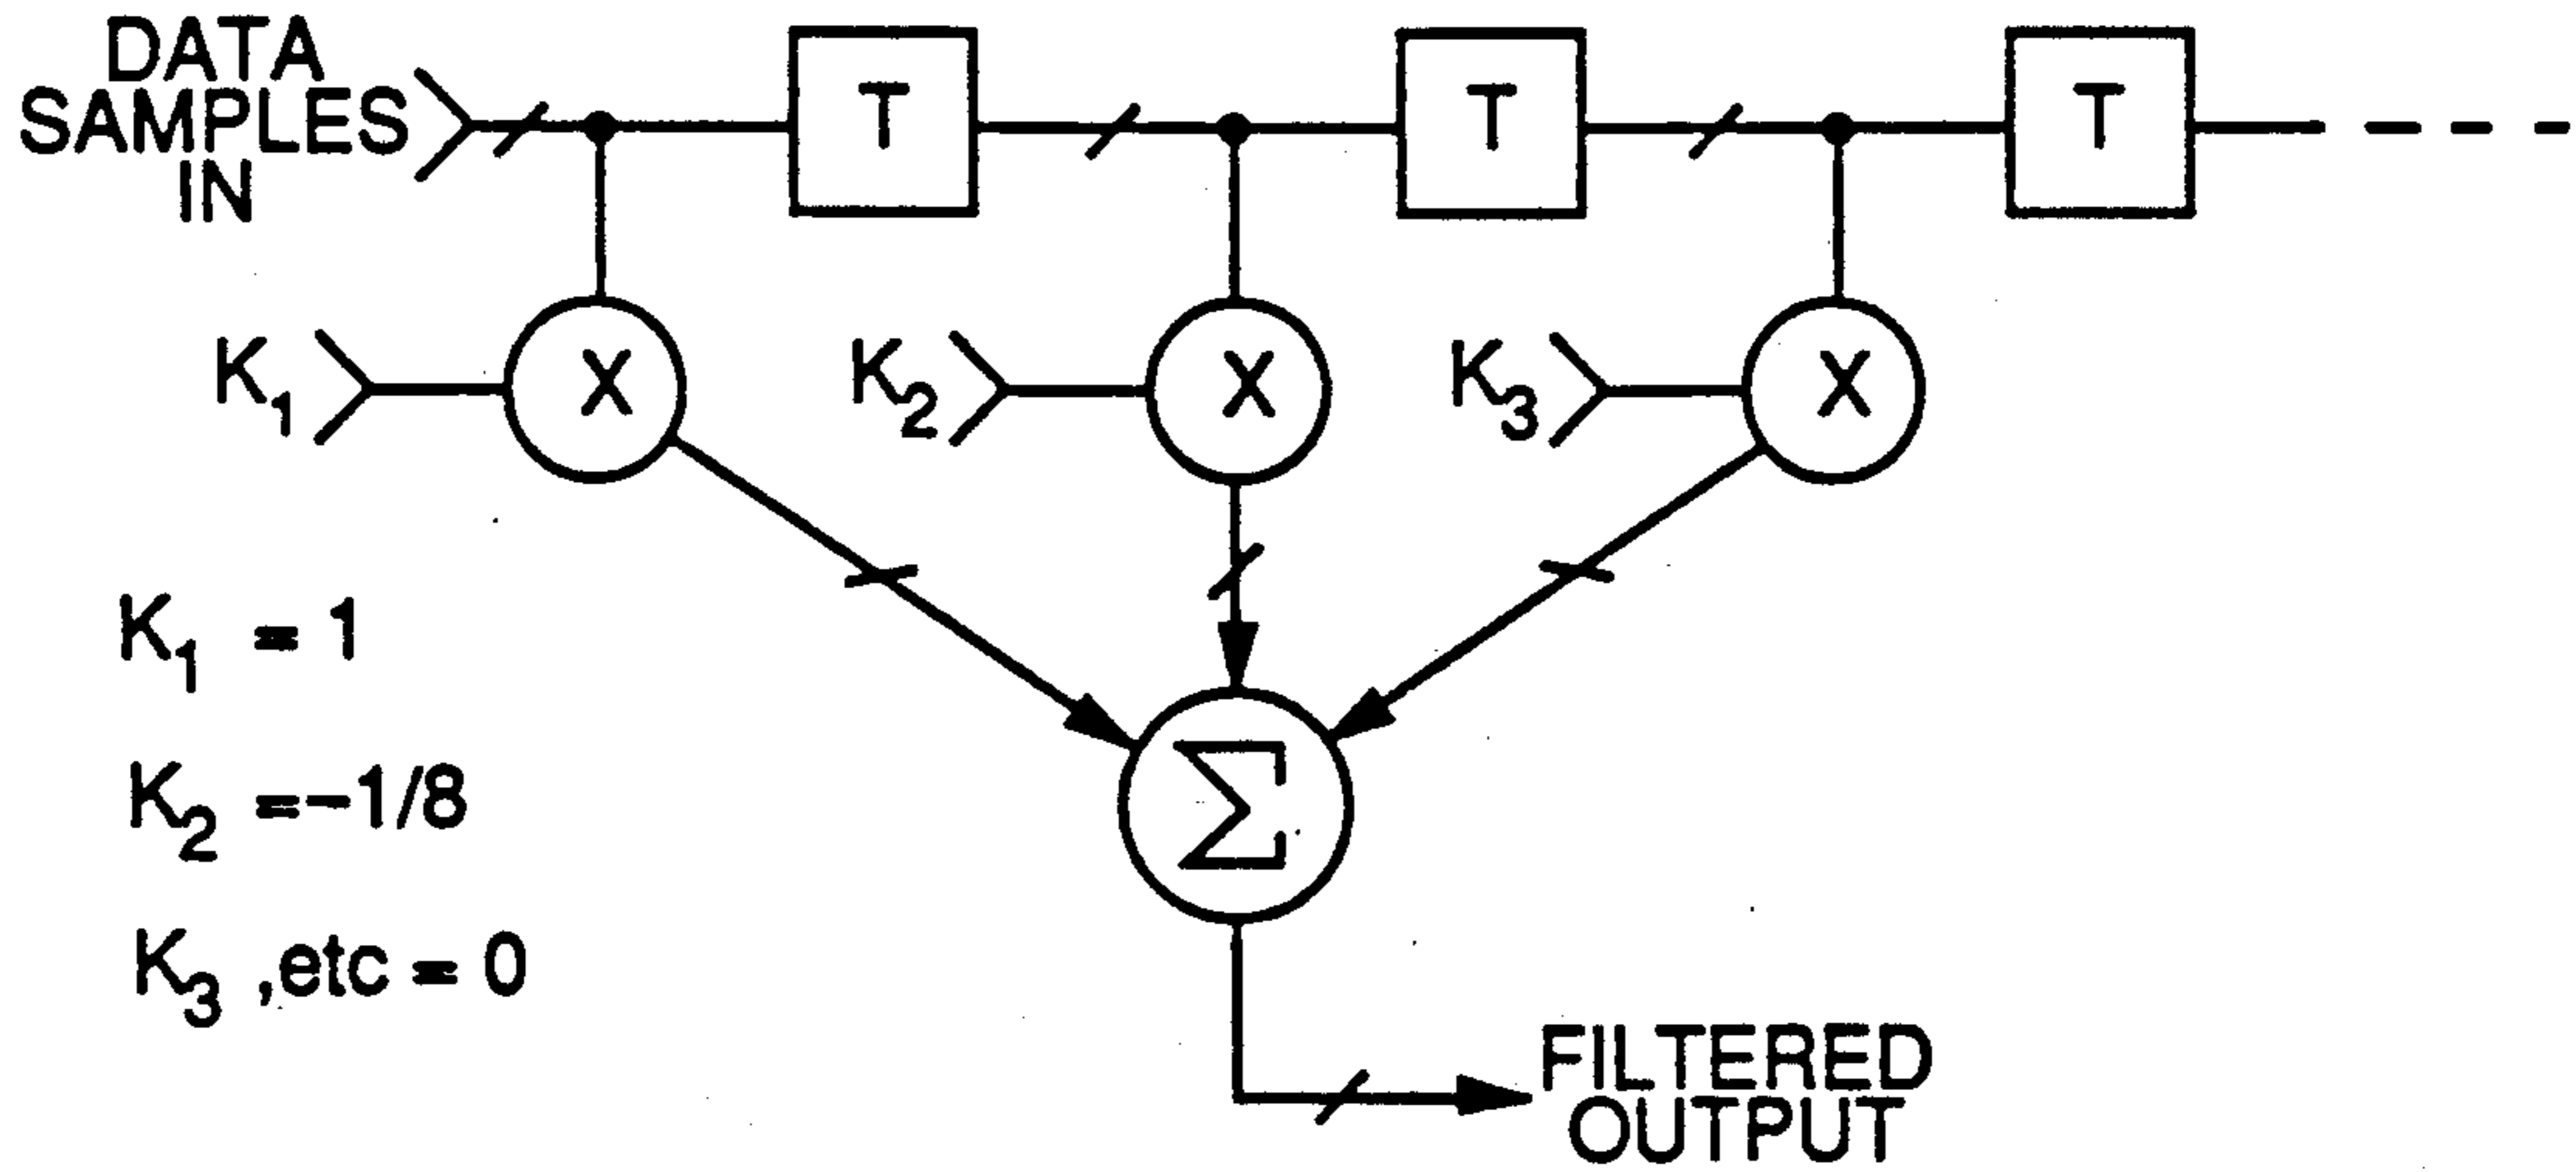 DATA
SAMPLES
IN
T
T
T
K1
X
K2
X
K3
X
K1 = 1
K2 =-1/8
K3 ,etc = 0
Σ
FILTERED
OUTPUT